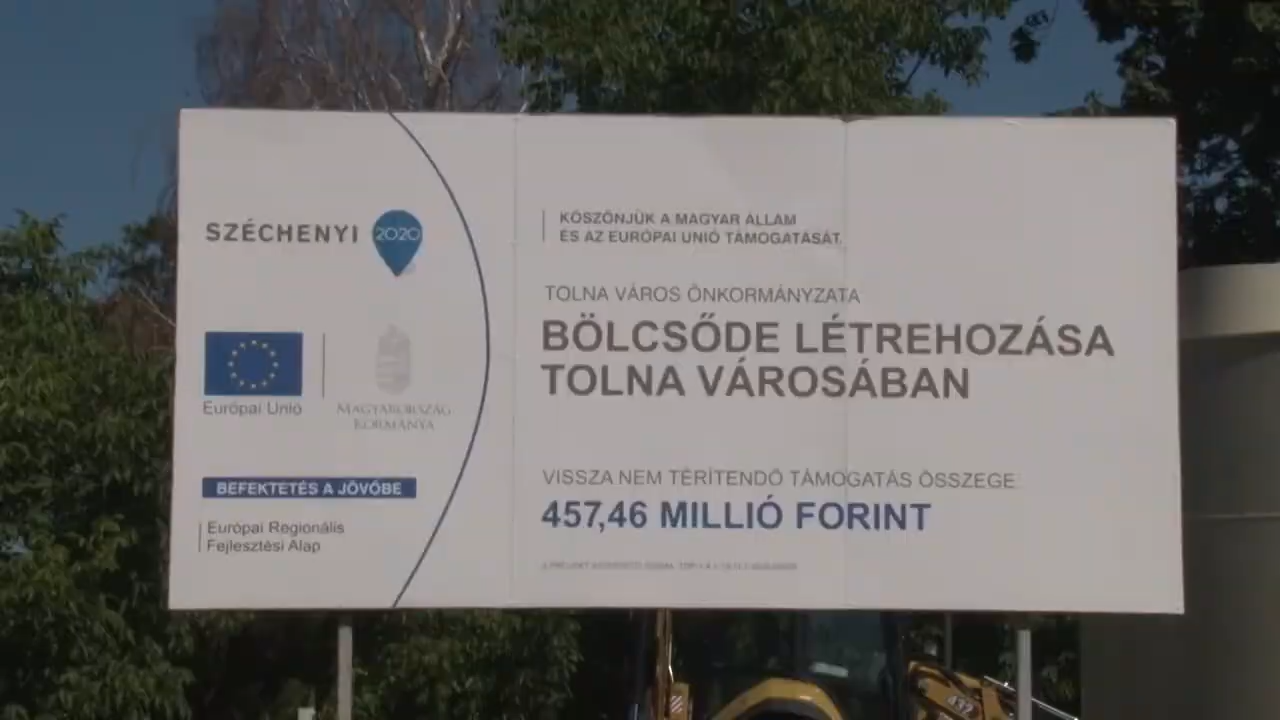 SZÉCHENYI 2020
KÖSZÖNJÜK A MAGYAR ÁLLAM
ÉS AZ EURÓPAI UNIÓ TÁMOGATÁSÁT
TOLNA VÁROS ÖNKORMÁNYZATA
BÖLCSŐDE LÉTREHOZÁSA
TOLNA VÁROSÁBAN
Európai Unió
MAGYARORSZÁG
KORMÁNYA
VISSZA NEM TÉRÍTENDŐ TÁMOGATÁS ÖSSZEGE
457,46 MILLIÓ FORINT
BEFEKTETÉS A JÖVŐBE
Európai Regionális
Fejlesztési Alap